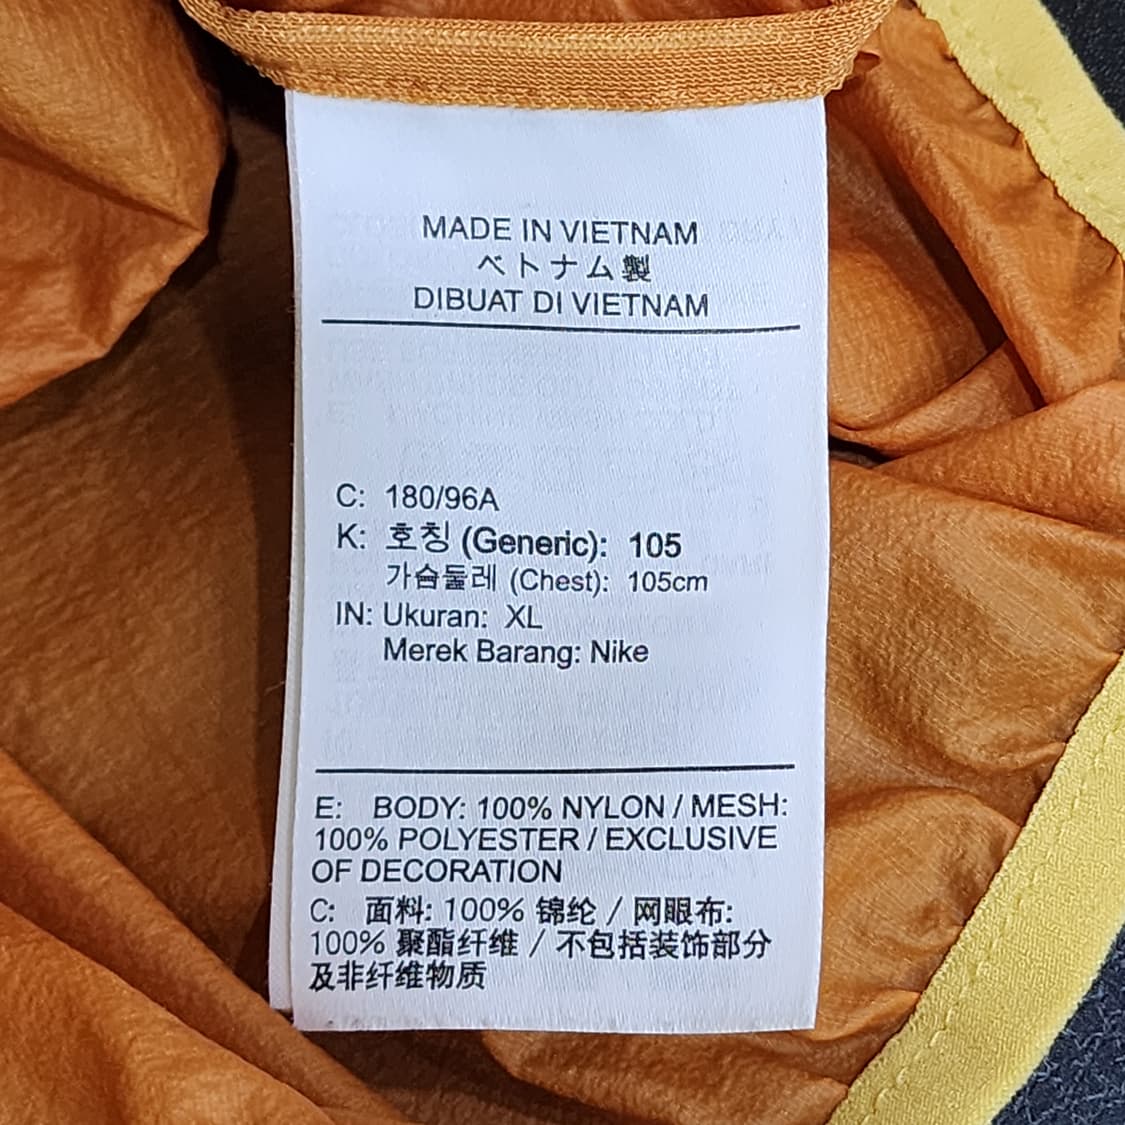 MADE IN VIETNAM
ベトナム製
DIBUAT DI VIETNAM
C: 180/96A
K: 호칭 (Generic): 105
가슴둘레 (Chest): 105cm
IN: Ukuran: XL
Merek Barang: Nike
E: BODY: 100% NYLON / MESH:
100% POLYESTER / EXCLUSIVE
OF DECORATION
C: 面料: 100% 锦纶 / 网眼布:
100% 聚酯纤维 / 不包括装饰部分
及非纤维物质